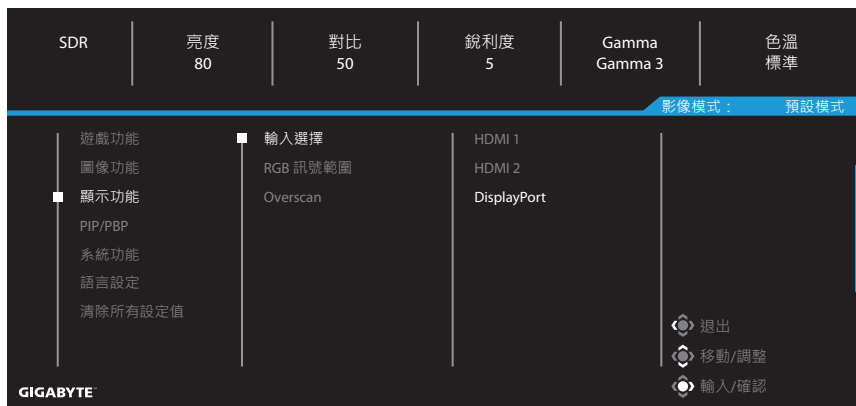 SDR
亮度
80
對比
50
銳利度
5
Gamma
Gamma 3
色溫
標準
影像模式： 預設模式
遊戲功能
圖像功能
顯示功能
PIP/PBP
系統功能
語言設定
清除所有設定值
輸入選擇
RGB 訊號範圍
Overscan
HDMI 1
HDMI 2
DisplayPort
退出
移動/調整
輸入/確認
GIGABYTE™